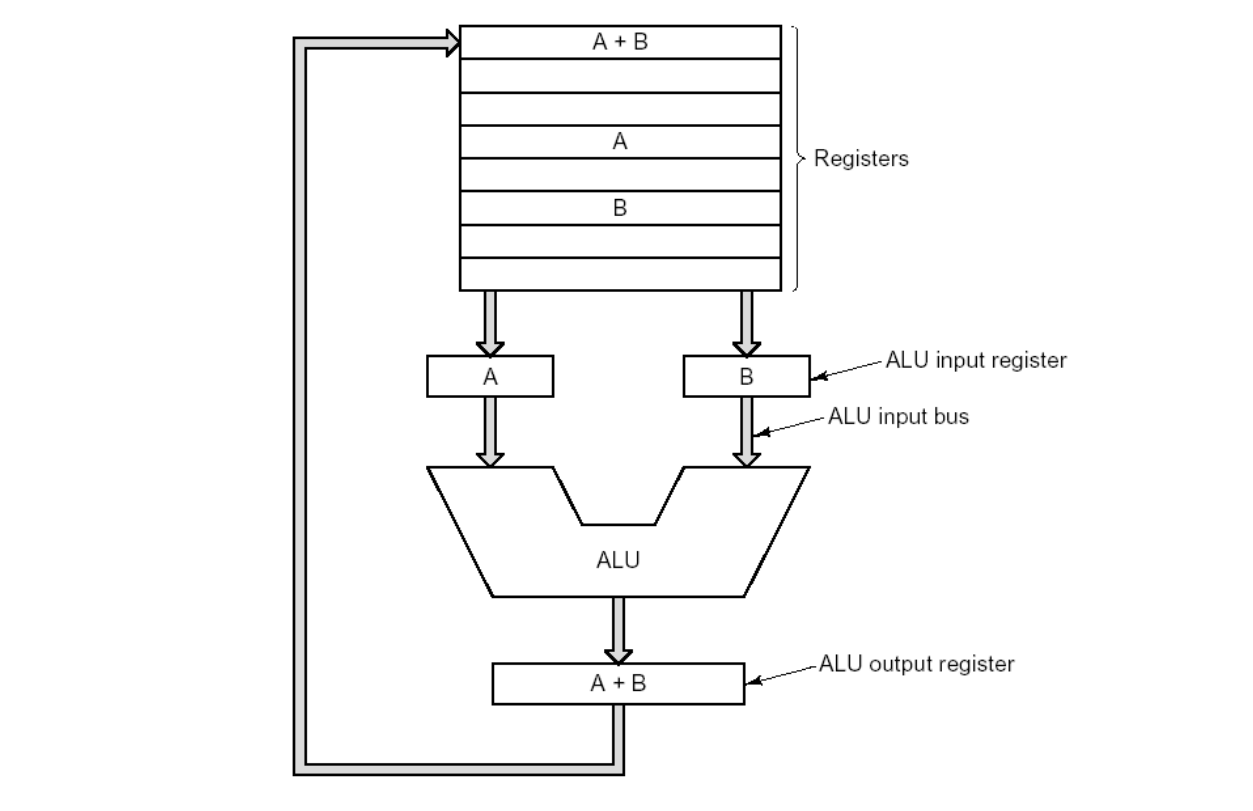 A + B
A
Registers
B
A
B
ALU input register
ALU input bus
ALU
ALU output register
A + B